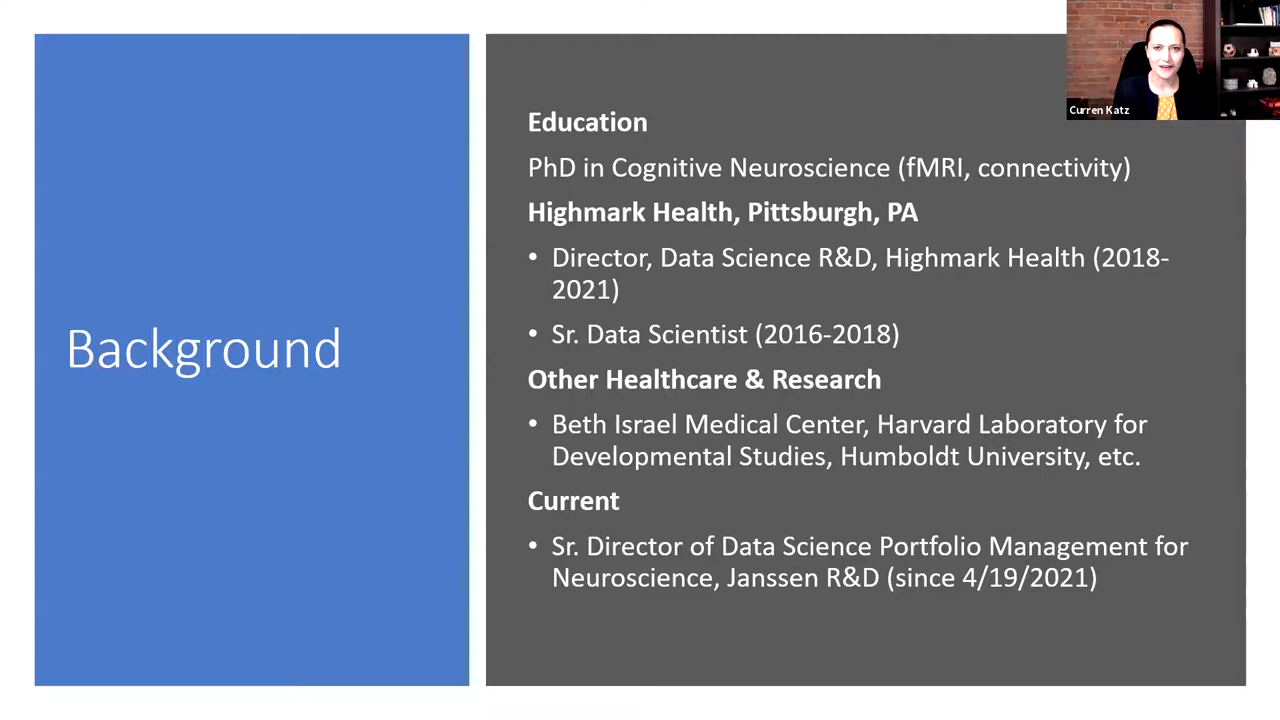 Background
Education
PhD in Cognitive Neuroscience (fMRI, connectivity)
Highmark Health, Pittsburgh, PA
• Director, Data Science R&D, Highmark Health (2018-
2021)
• Sr. Data Scientist (2016-2018)
Other Healthcare & Research
• Beth Israel Medical Center, Harvard Laboratory for
Developmental Studies, Humboldt University, etc.
Current
• Sr. Director of Data Science Portfolio Management for
Neuroscience, Janssen R&D (since 4/19/2021)
Curren Katz